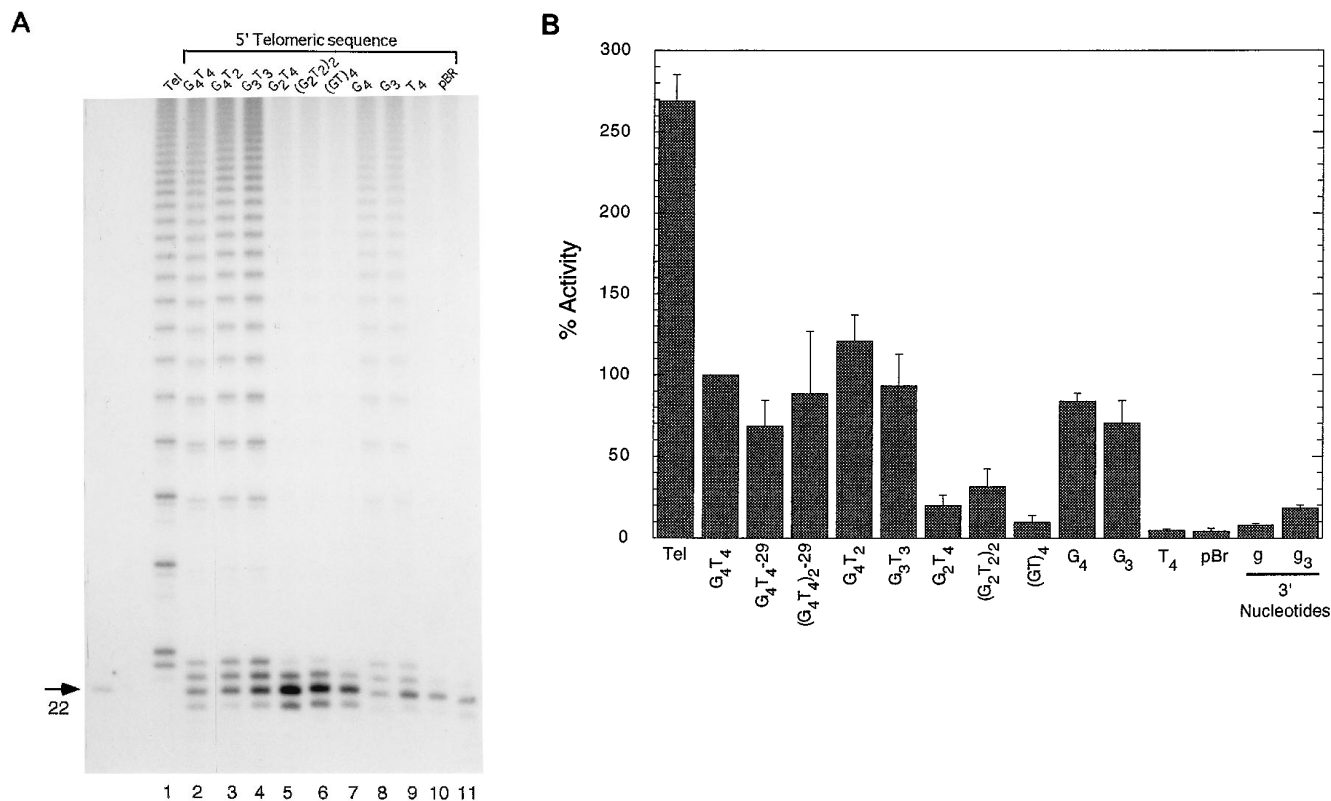 A
5' Telomeric sequence
Tel G4T4 G4T2 G3T3 G2T4 (G2T2)2 (GT)4 G4 G3 T4 pBR
22
1 2 3 4 5 6 7 8 9 10 11
B
% Activity
300
250
200
150
100
50
0
Tel G4T4 G4T4-29 (G4T4)2-29 G4T2 G3T3 G2T4 (G2T2)2 (GT)4 G4 G3 T4 pBr g g3
3'
Nucleotides